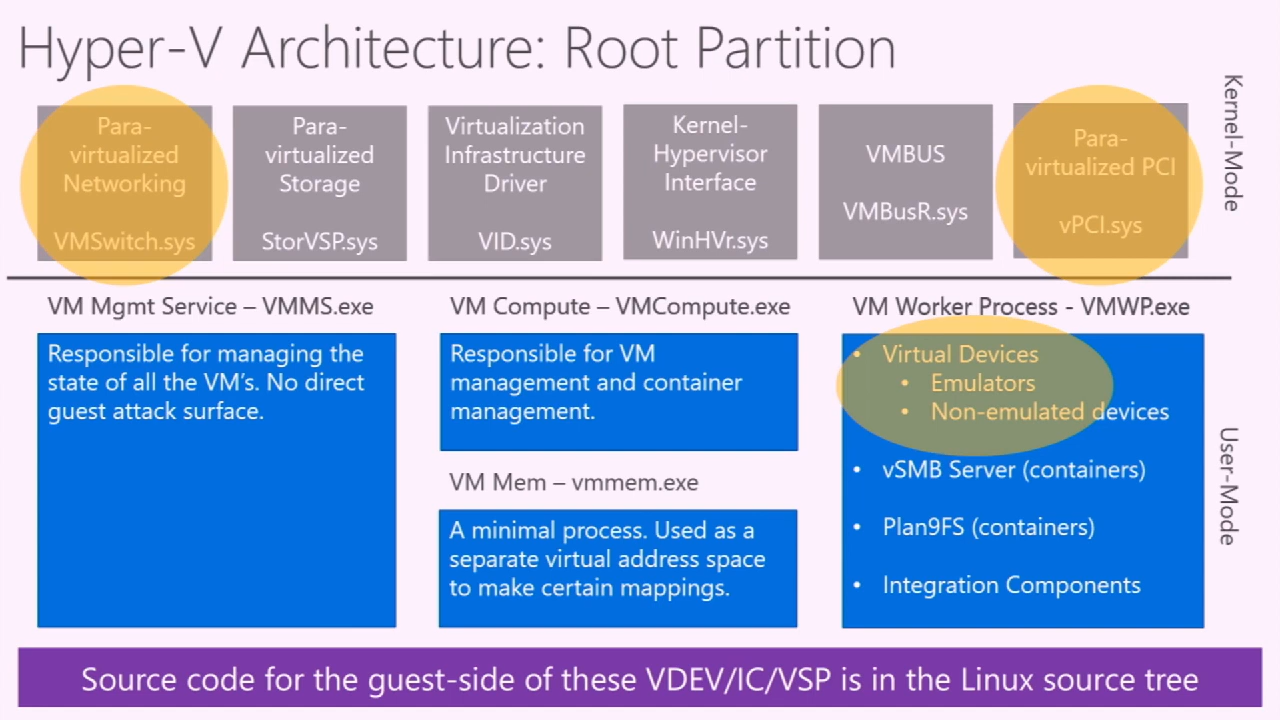 Hyper-V Architecture: Root Partition
Para-
virtualized
Networking
VMSwitch.sys
Para-
virtualized
Storage
StorVSP.sys
Virtualization
Infrastructure
Driver
VID.sys
Kernel-
Hypervisor
Interface
WinHVr.sys
VMBUS
VMBusR.sys
Para-
virtualized PCI
vPCI.sys
Kernel-Mode
VM Mgmt Service – VMMS.exe
Responsible for managing the
state of all the VM's. No direct
guest attack surface.
VM Compute – VMCompute.exe
Responsible for VM
management and container
management.
VM Mem – vmmem.exe
A minimal process. Used as a
separate virtual address space
to make certain mappings.
VM Worker Process - VMWP.exe
• Virtual Devices
• Emulators
• Non-emulated devices
• vSMB Server (containers)
• Plan9FS (containers)
• Integration Components
User-Mode
Source code for the guest-side of these VDEV/IC/VSP is in the Linux source tree